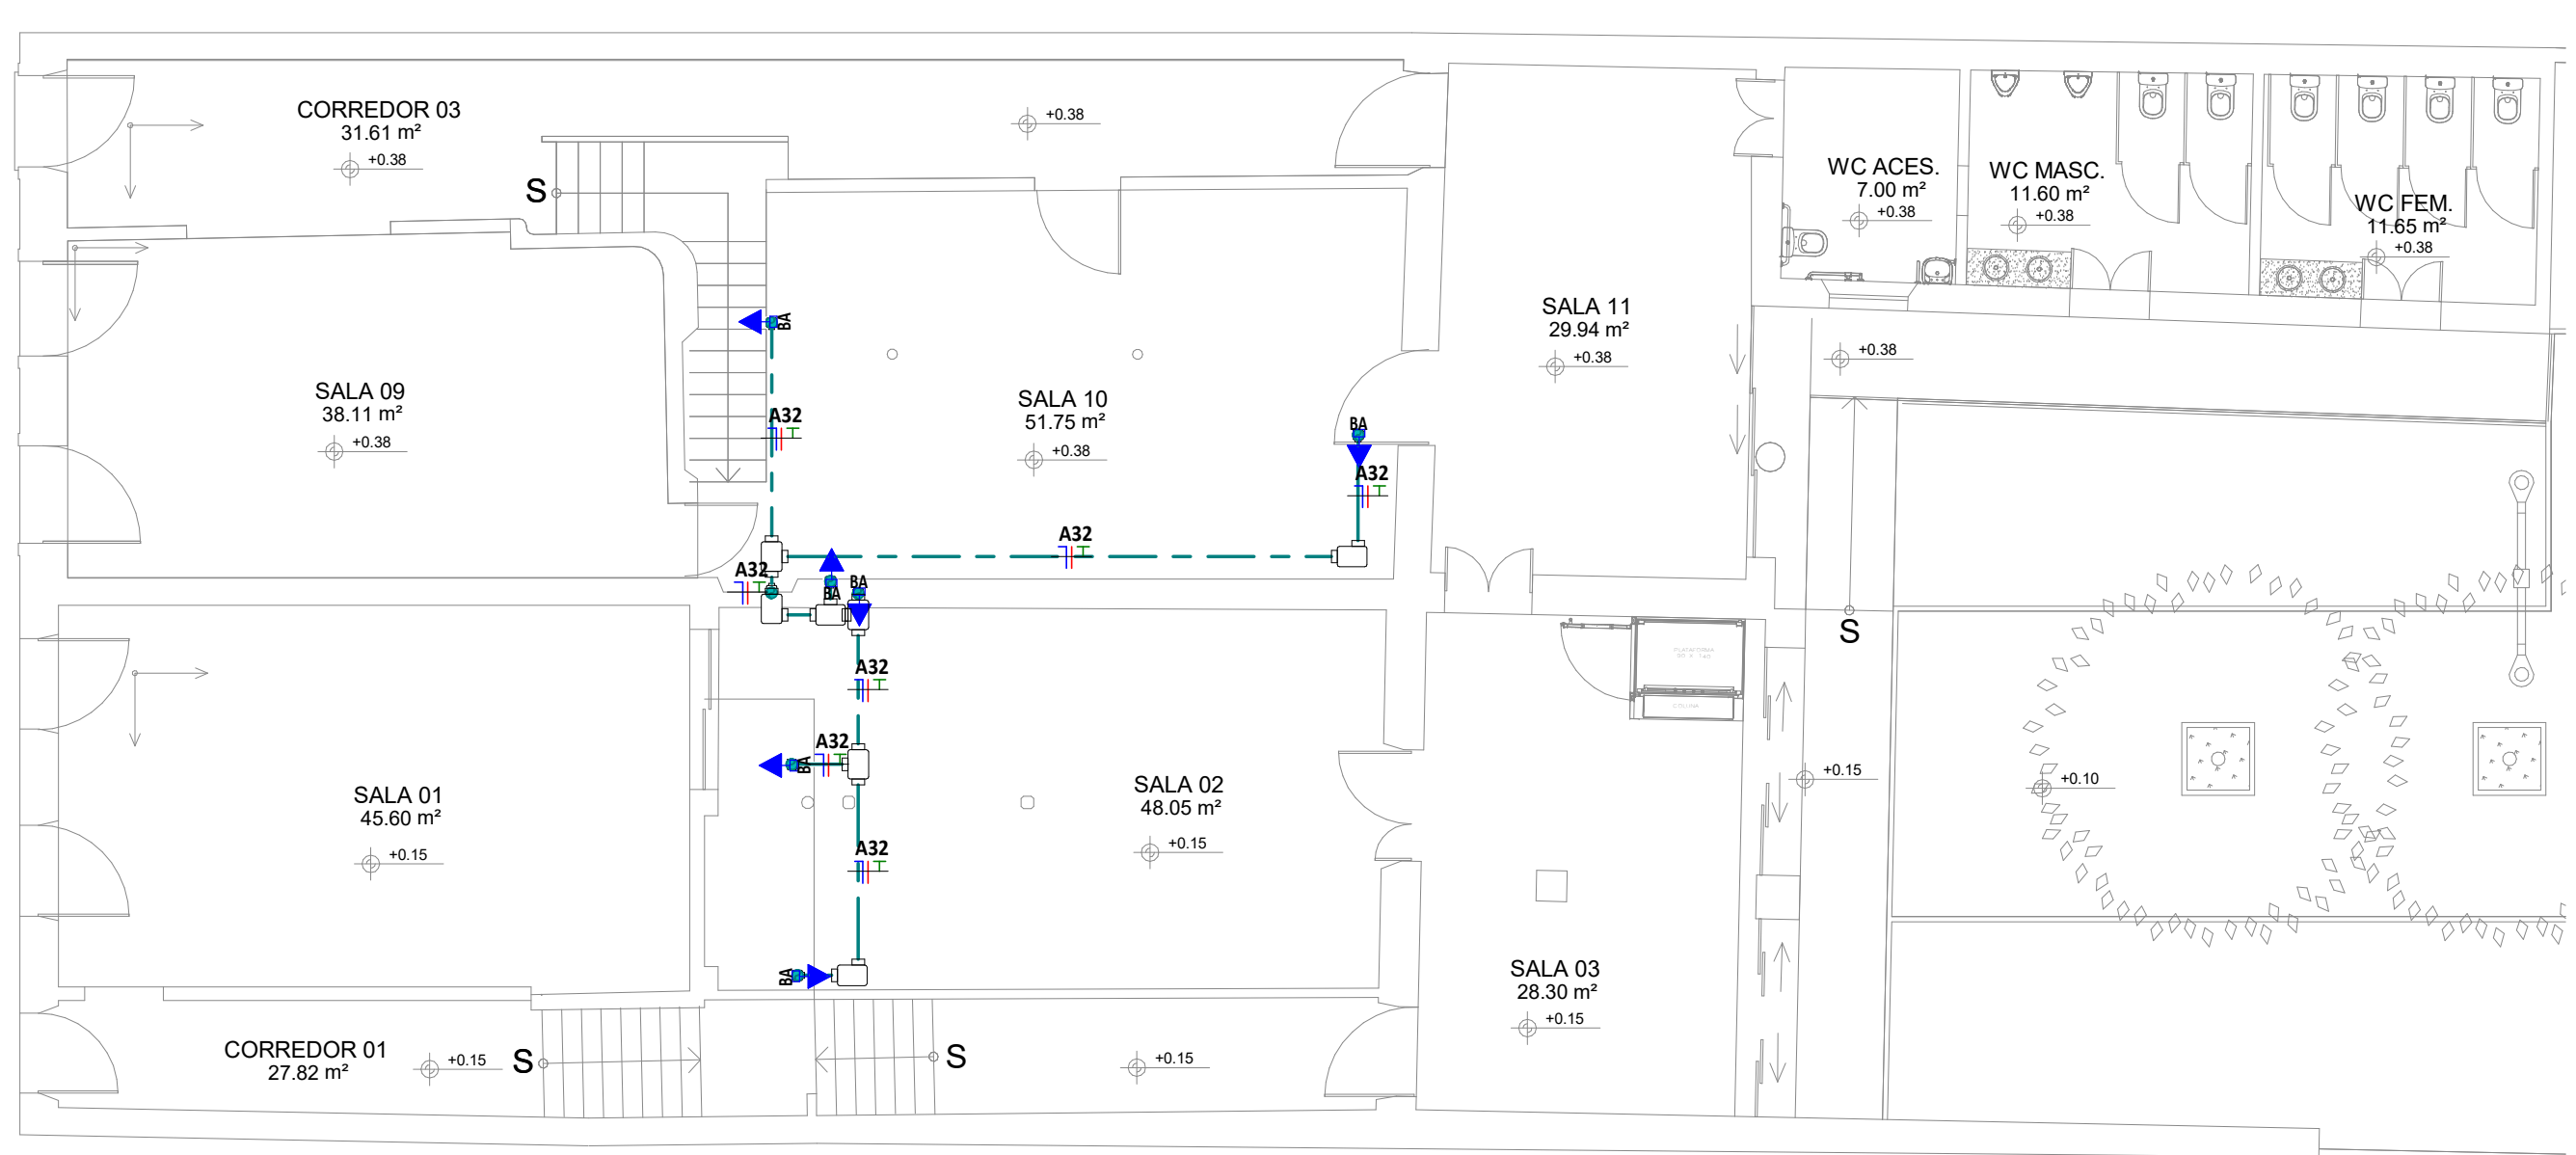 CORREDOR 03
31.61 m²
+0.38
+0.38
S
WC ACES.
7.00 m²
+0.38
WC MASC.
11.60 m²
+0.38
WC FEM.
11.65 m²
+0.38
BA
SALA 09
38.11 m²
+0.38
A32
SALA 10
51.75 m²
+0.38
SALA 11
29.94 m²
+0.38
+0.38
BA
A32
A32
A32
BA
BA
S
PLATAFORMA
A32
A32
BA
SALA 01
45.60 m²
+0.15
SALA 02
48.05 m²
+0.15
+0.15
+0.10
A32
BA
SALA 03
28.30 m²
+0.15
CORREDOR 01
27.82 m²
+0.15
S
S
+0.15